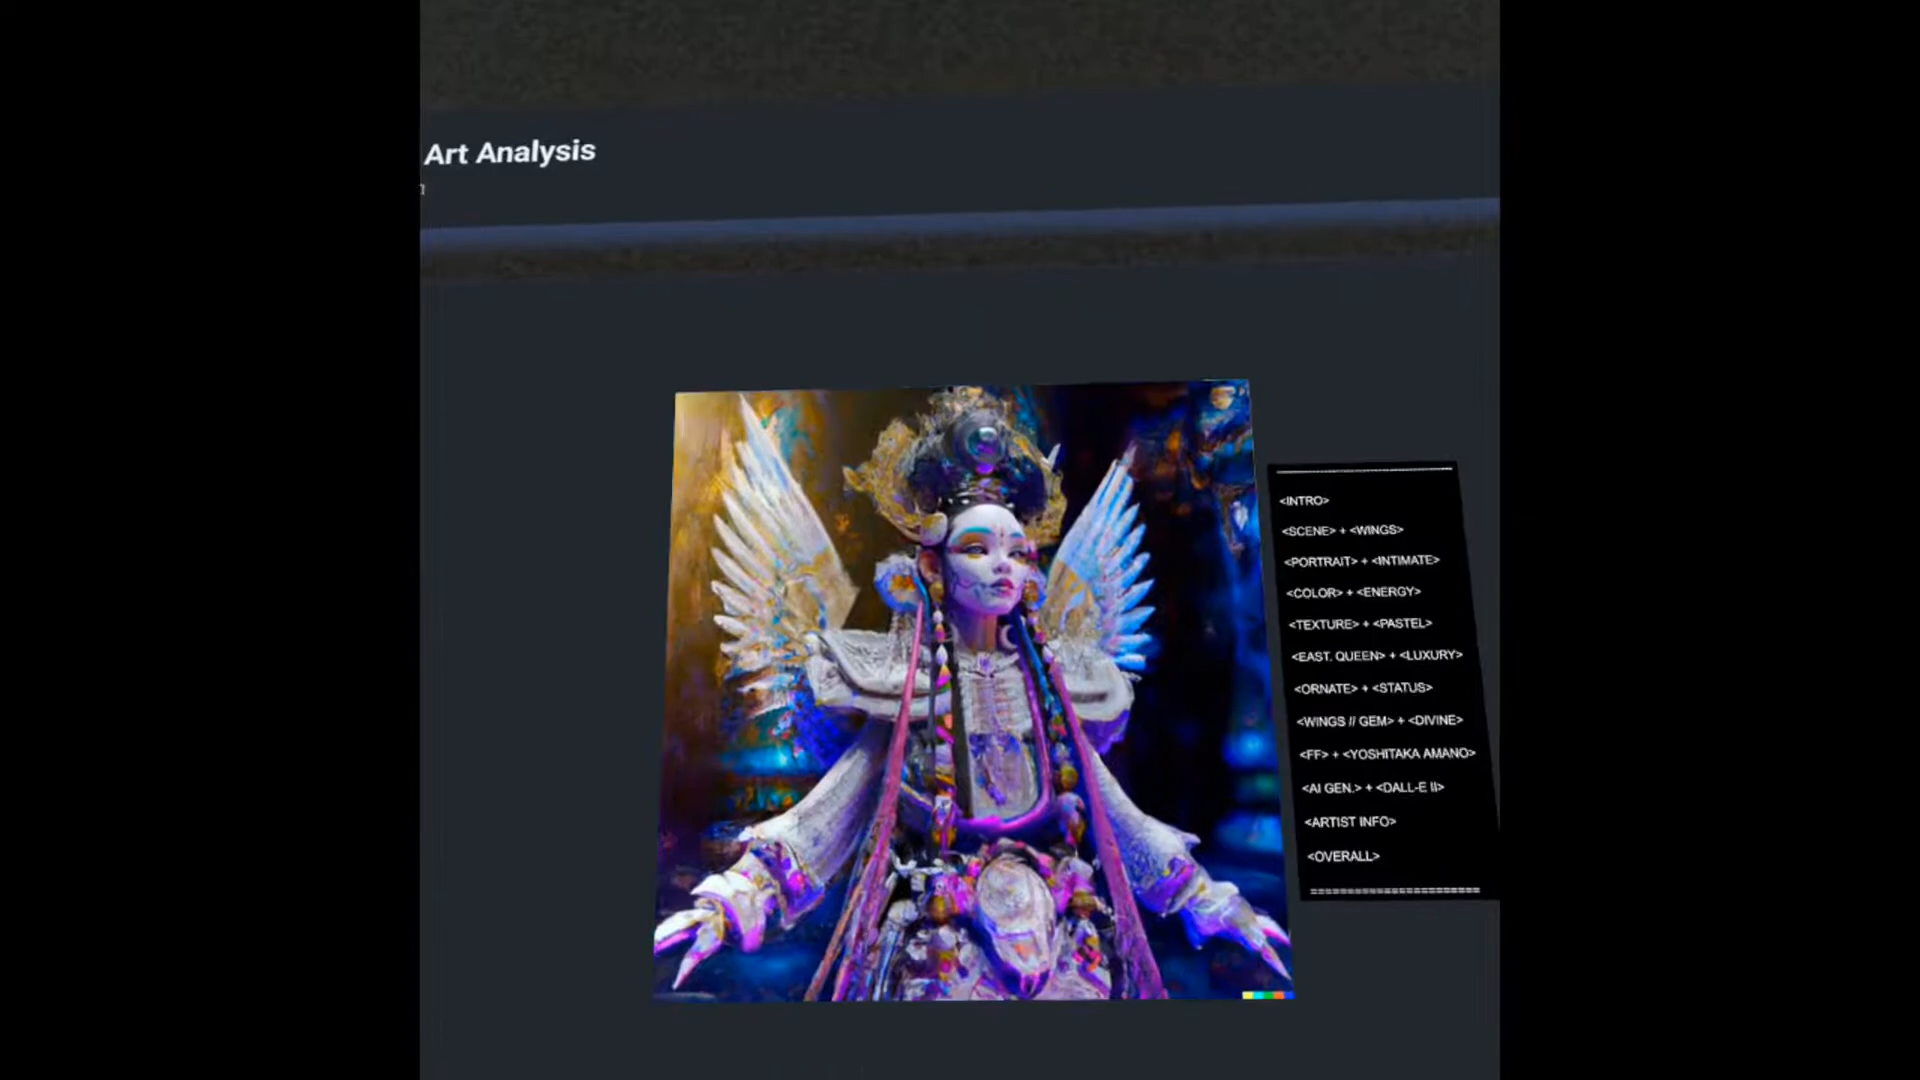 Art Analysis
<INTRO>
<SCENE> + <WINGS>
<PORTRAIT> + <INTIMATE>
<COLOR> + <ENERGY>
<TEXTURE> + <PASTEL>
<EAST. QUEEN> + <LUXURY>
<ORNATE> + <STATUS>
<WINGS // GEM> + <DIVINE>
<FF> + <YOSHITAKA AMANO>
<AI GEN.> + <DALL-E II>
<ARTIST INFO>
<OVERALL>